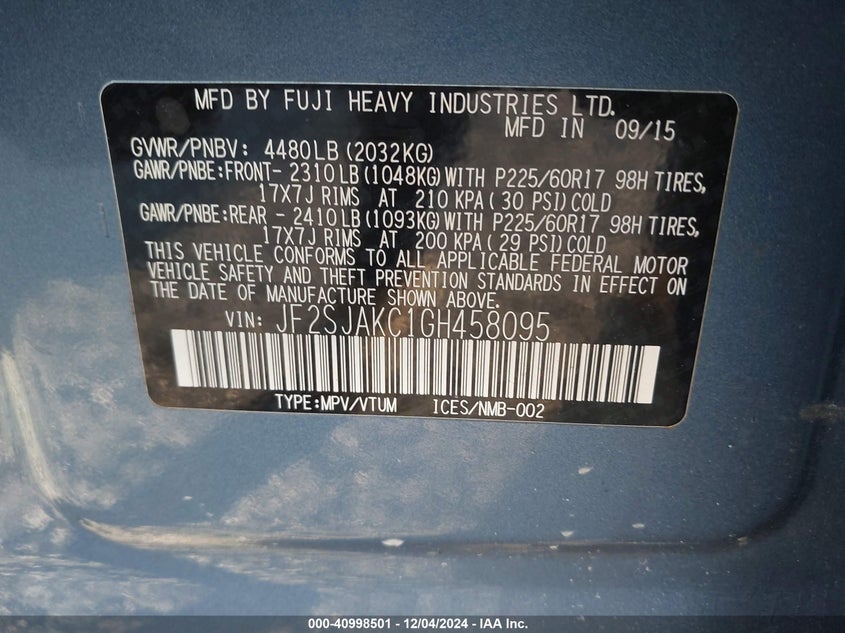 MFD BY FUJI HEAVY INDUSTRIES LTD.
MFD IN 09/15
GVWR/PNBV: 4480LB(2032KG)
GAWR/PNBE:FRONT-2310LB(1048KG)WITH P225/60R17 98H TIRES,
17X7J RIMS AT 210 KPA( 30 PSI)COLD
GAWR/PNBE:REAR - 2410LB(1093KG)WITH P225/60R17 98H TIRES,
17X7J RIMS AT 200 KPA( 29 PSI)COLD
THIS VEHICLE CONFORMS TO ALL APPLICABLE FEDERAL MOTOR
VEHICLE SAFETY AND THEFT PREVENTION STANDARDS IN EFFECT ON
THE DATE OF MANUFACTURE SHOWN ABOVE.
VIN: JF2SJAKC1GH458095
TYPE:MPV/VTUM ICES/NMB-002
000-40998501 - 12/04/2024 - IAA Inc.